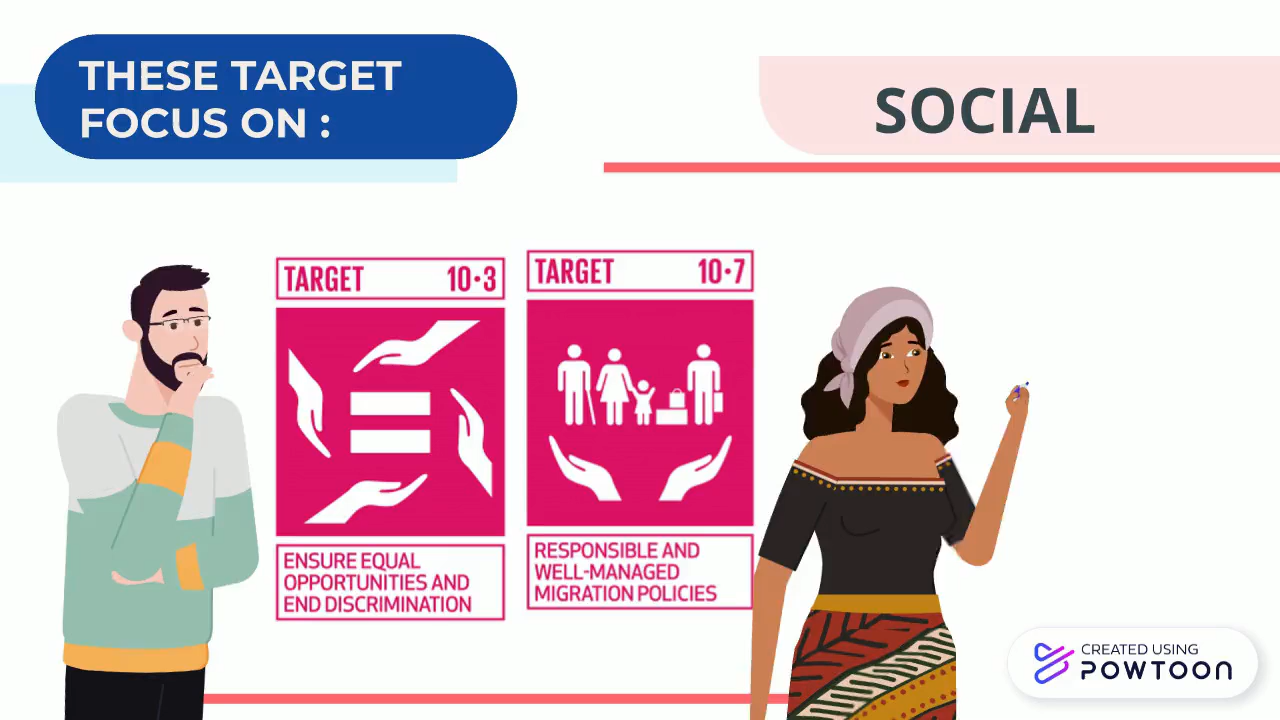 THESE TARGET
FOCUS ON :
SOCIAL
TARGET 10•3
ENSURE EQUAL
OPPORTUNITIES AND
END DISCRIMINATION
TARGET 10•7
RESPONSIBLE AND
WELL-MANAGED
MIGRATION POLICIES
CREATED USING
POWTOON